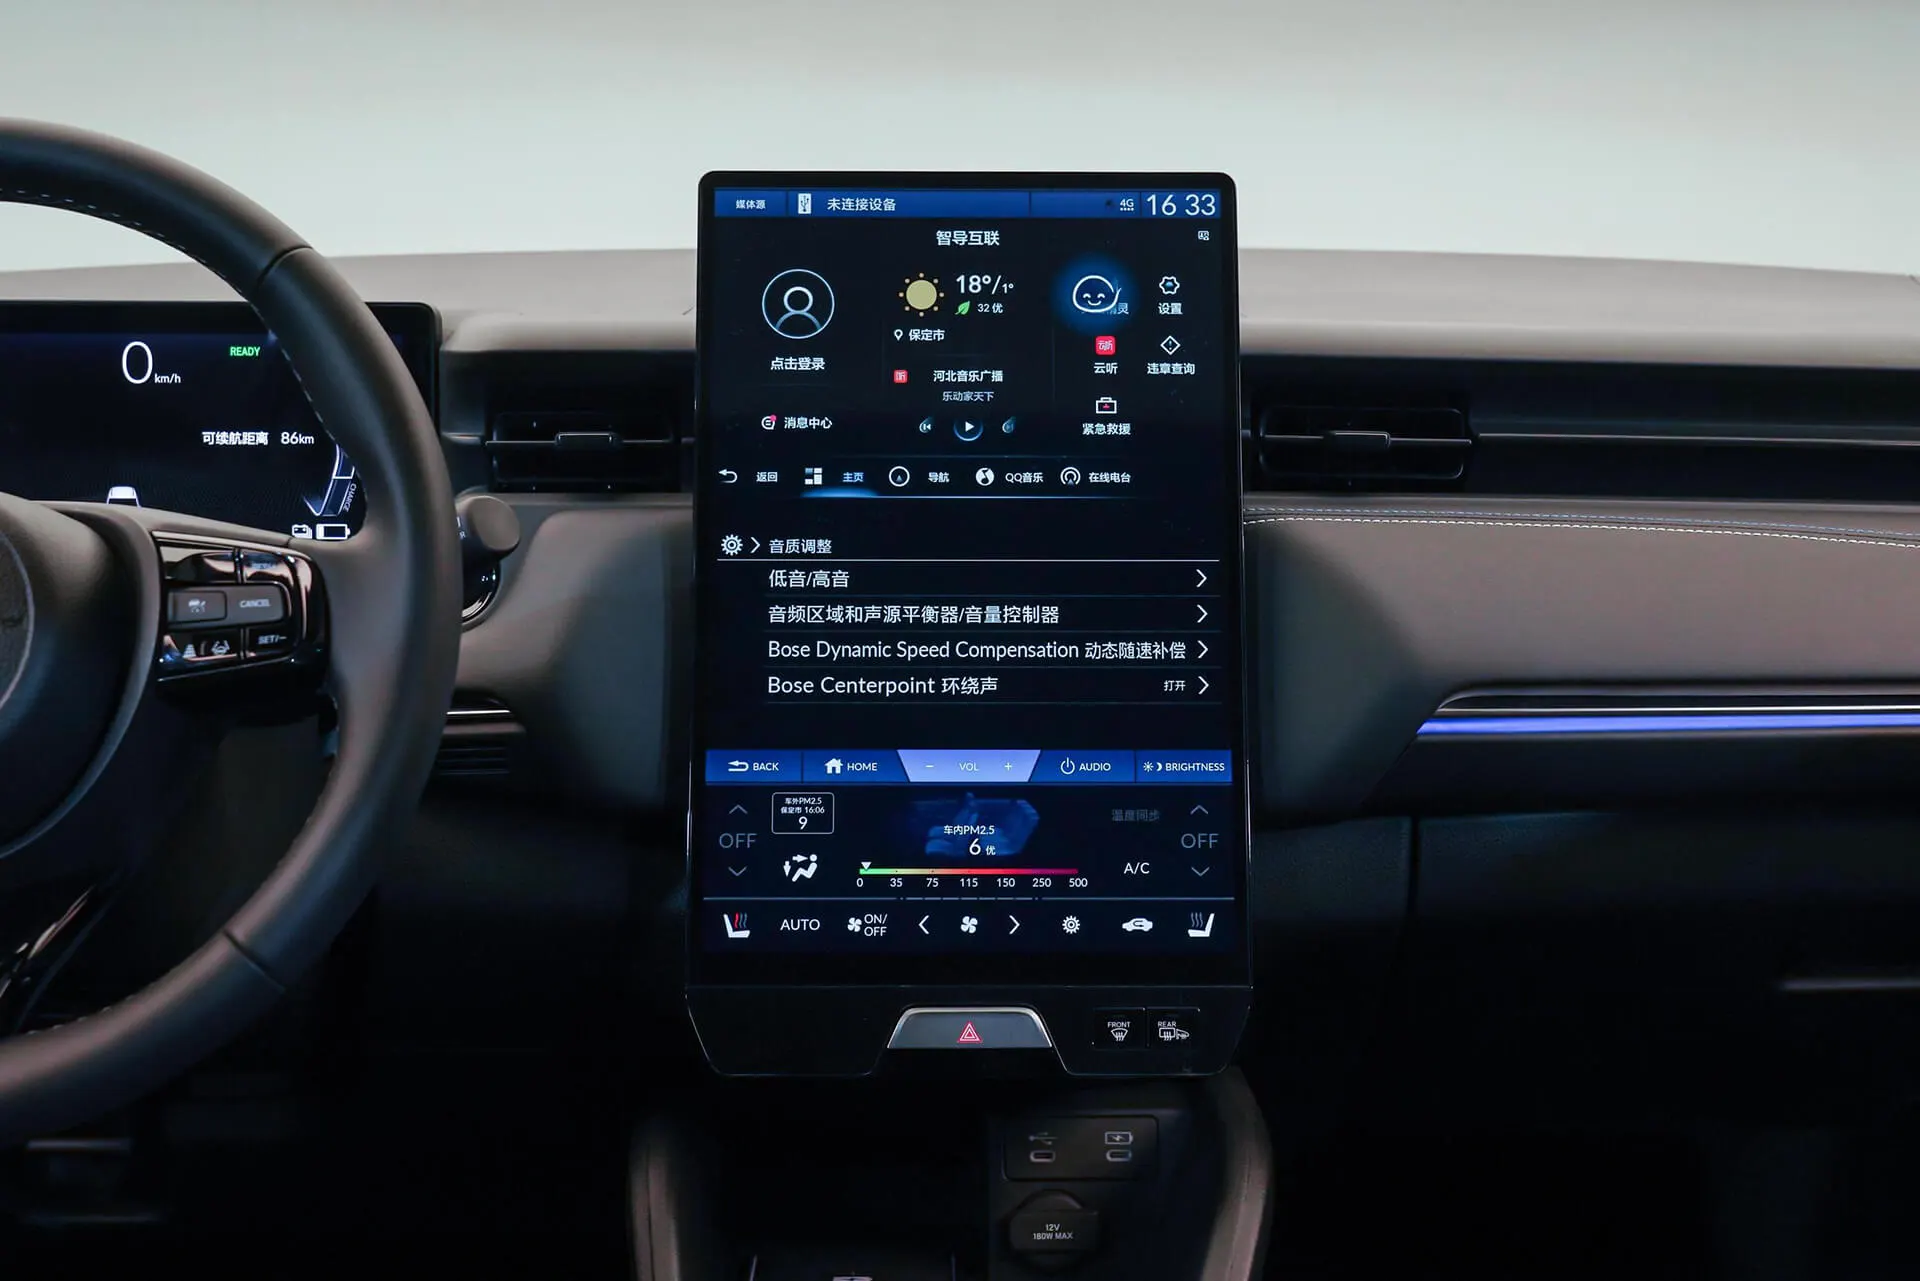 0 km/h
READY
可续航距离 86km
CHARGE
CANCEL
SET/−
媒体源
未连接设备
4G
16 33
智导互联
点击登录
消息中心
18°/1°
32 优
保定市
河北音乐广播
乐动家天下
设置
云听
违章查询
紧急救援
返回
主页
导航
QQ音乐
在线电台
音质调整
低音/高音
音频区域和声源平衡器/音量控制器
Bose Dynamic Speed Compensation 动态随速补偿
Bose Centerpoint 环绕声 打开
BACK
HOME
− VOL +
AUDIO
BRIGHTNESS
OFF
车外PM2.5
保定市 16:06
9
车内PM2.5
6 优
0 35 75 115 150 250 500
温度同步
OFF
A/C
AUTO
ON/
OFF
FRONT
REAR
12V
180W MAX